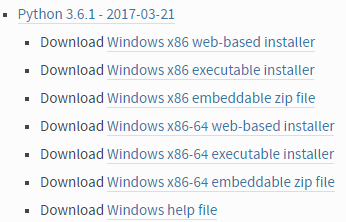 Python 3.6.1 - 2017-03-21
Download Windows x86 web-based installer
Download Windows x86 executable installer
Download Windows x86 embeddable zip file
Download Windows x86-64 web-based installer
Download Windows x86-64 executable installer
Download Windows x86-64 embeddable zip file
Download Windows help file